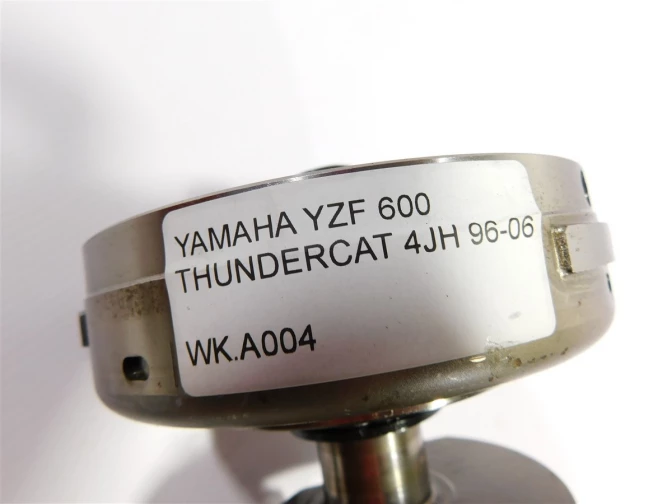 YAMAHA YZF 600
THUNDERCAT 4JH 96-06
WK.A004